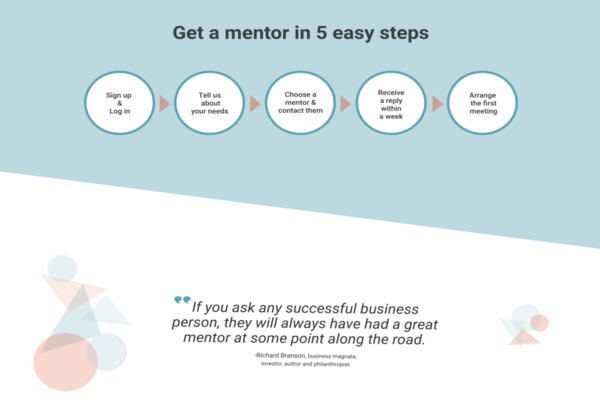 Get a mentor in 5 easy steps
Sign up
&
Log in
Tell us
about
your needs
Choose a
mentor &
contact them
Receive
a reply
within
a week
Arrange
the first
meeting
❝If you ask any successful business
person, they will always have had a great
mentor at some point along the road.
-Richard Branson, business magnate,
investor, author and philanthropist.